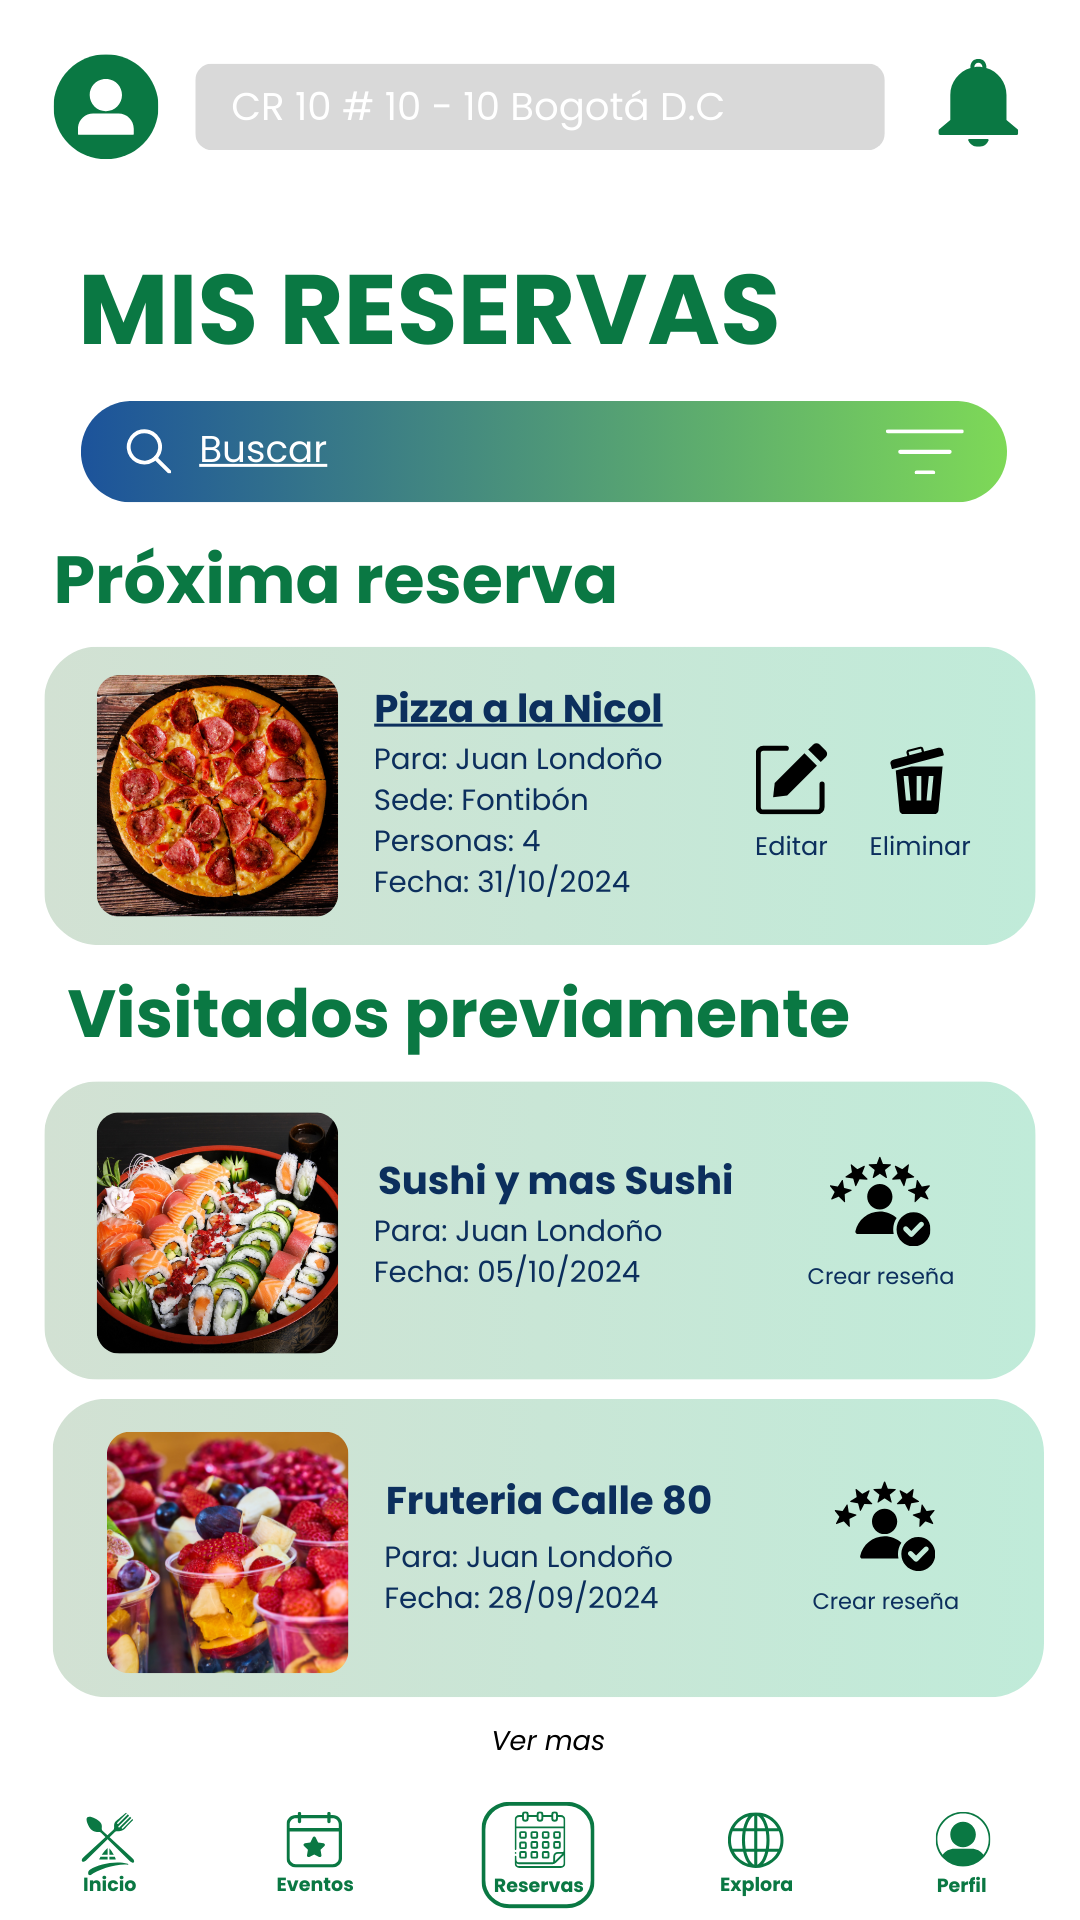 CR 10 # 10 - 10 Bogotá D.C
MIS RESERVAS
Buscar
Próxima reserva
Pizza a la Nicol
Para: Juan Londoño
Sede: Fontibón
Personas: 4
Fecha: 31/10/2024
Editar
Eliminar
Visitados previamente
Sushi y mas Sushi
Para: Juan Londoño
Fecha: 05/10/2024
Crear reseña
Fruteria Calle 80
Para: Juan Londoño
Fecha: 28/09/2024
Crear reseña
Ver mas
Inicio
Eventos
Reservas
Explora
Perfil